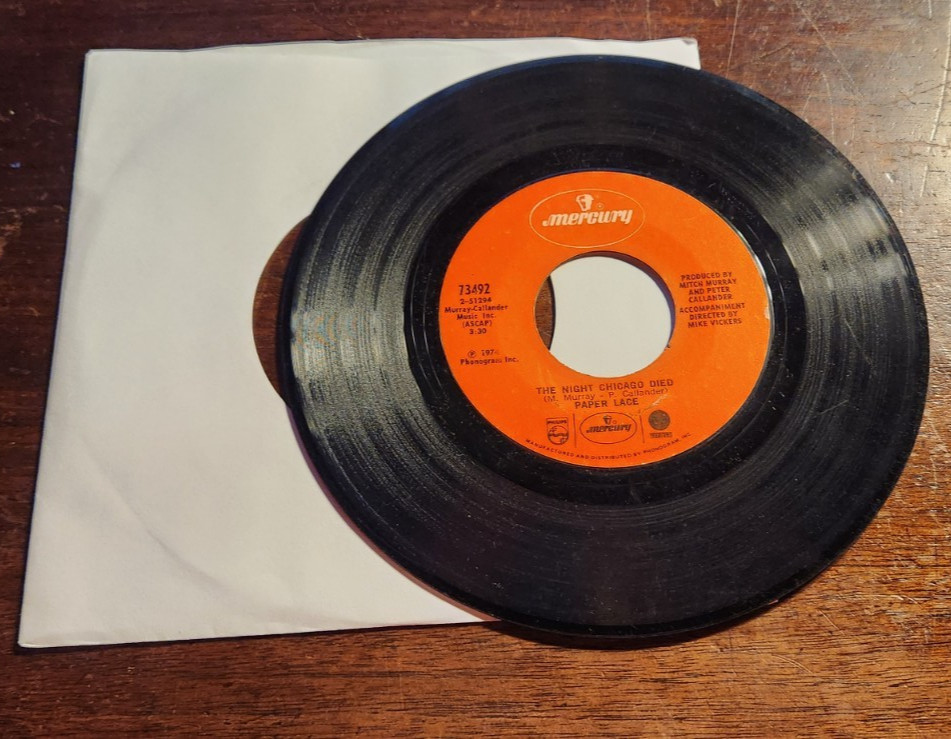 mercury
73492
2-51294
Murray-Callander
Music Inc.
(ASCAP)
3:30
Ⓟ 197
Phonogram Inc.
PRODUCED BY
MITCH MURRAY
AND PETER
CALLANDER
ACCOMPANIMENT
DIRECTED BY
MIKE VICKERS
THE NIGHT CHICAGO DIED
(M. Murray - P. Callander)
PAPER LACE
PHILIPS
mercury
MANUFACTURED AND DISTRIBUTED BY PHONOGRAM, INC.